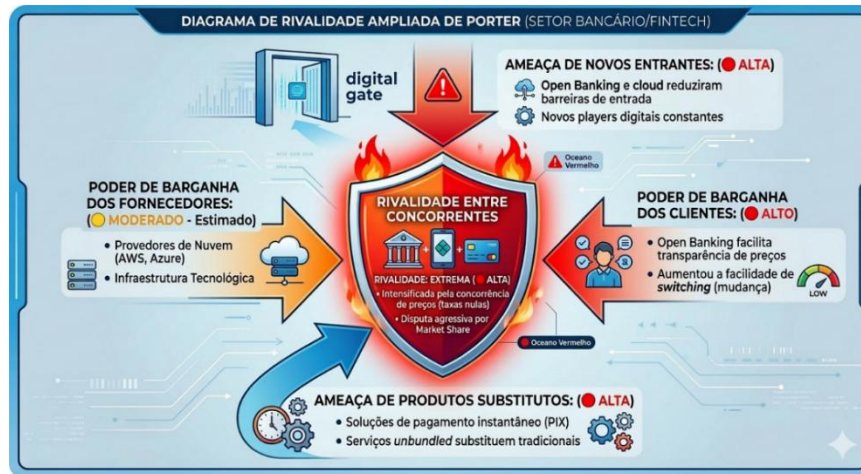 DIAGRAMA DE RIVALIDADE AMPLIADA DE PORTER (SETOR BANCÁRIO/FINTECH)
digital
gate
AMEAÇA DE NOVOS ENTRANTES: (ALTA)
Open Banking e cloud reduziram
barreiras de entrada
Novos players digitais constantes
Oceano
Vermelho
PODER DE BARGANHA
DOS FORNECEDORES:
(MODERADO - Estimado)
• Provedores de Nuvem
(AWS, Azure)
• Infraestrutura Tecnológica
RIVALIDADE ENTRE
CONCORRENTES
RIVALIDADE: EXTREMA (ALTA)
• Intensificada pela concorrência
de preços (taxas nulas)
• Disputa agressiva por
Market Share
PODER DE BARGANHA
DOS CLIENTES: (ALTO)
• Open Banking facilita
transparência de preços
• Aumentou a facilidade de
switching (mudança)
LOW
Oceano Vermelho
AMEAÇA DE PRODUTOS SUBSTITUTOS: (ALTA)
• Soluções de pagamento instantâneo (PIX)
• Serviços unbundled substituem tradicionais